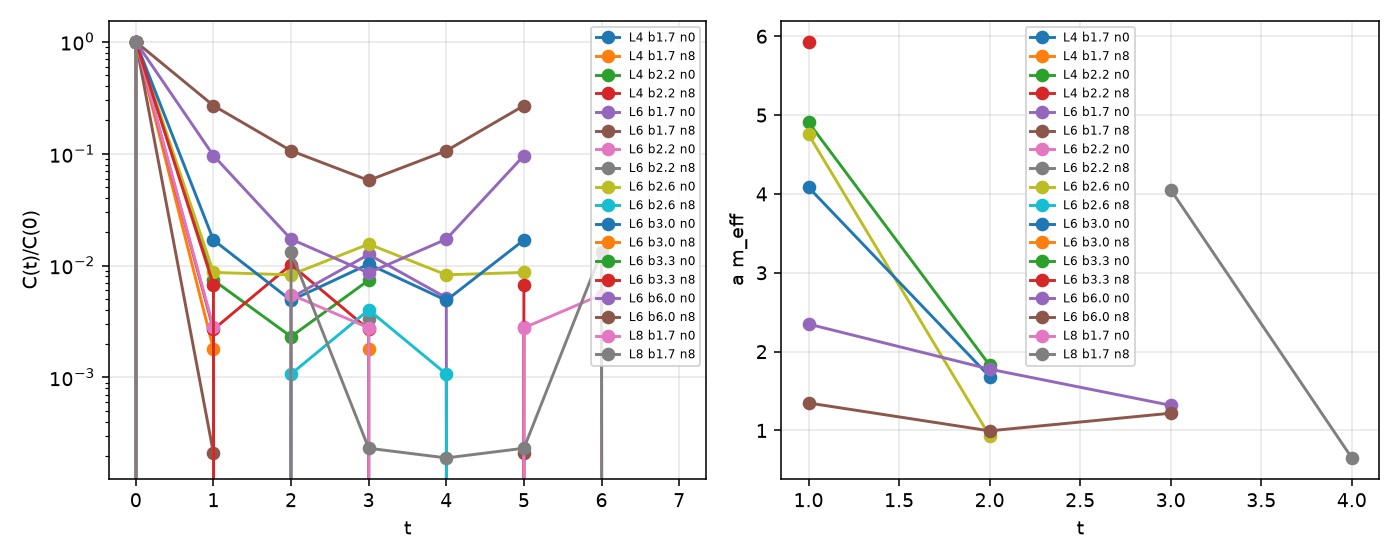 C(t)/C(0)
10⁰
10⁻¹
10⁻²
10⁻³
0 1 2 3 4 5 6 7
t
L4 b1.7 n0
L4 b1.7 n8
L4 b2.2 n0
L4 b2.2 n8
L6 b1.7 n0
L6 b1.7 n8
L6 b2.2 n0
L6 b2.2 n8
L6 b2.6 n0
L6 b2.6 n8
L6 b3.0 n0
L6 b3.0 n8
L6 b3.3 n0
L6 b3.3 n8
L6 b6.0 n0
L6 b6.0 n8
L8 b1.7 n0
L8 b1.7 n8
a m_eff
6
5
4
3
2
1
1.0 1.5 2.0 2.5 3.0 3.5 4.0
t
L4 b1.7 n0
L4 b1.7 n8
L4 b2.2 n0
L4 b2.2 n8
L6 b1.7 n0
L6 b1.7 n8
L6 b2.2 n0
L6 b2.2 n8
L6 b2.6 n0
L6 b2.6 n8
L6 b3.0 n0
L6 b3.0 n8
L6 b3.3 n0
L6 b3.3 n8
L6 b6.0 n0
L6 b6.0 n8
L8 b1.7 n0
L8 b1.7 n8